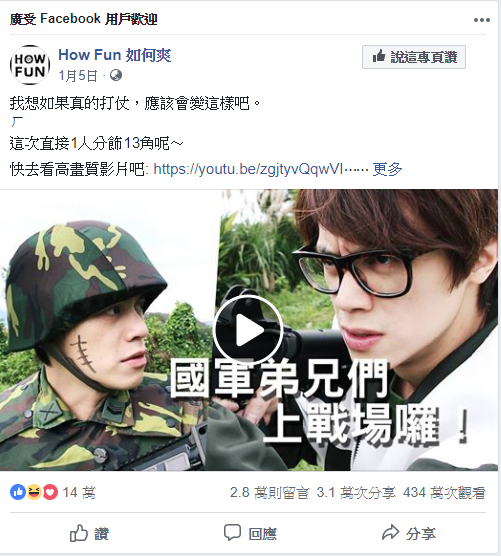 廣受 Facebook 用戶歡迎
HOW
FUN
How Fun 如何爽
1月5日 ·
說這專頁讚
我想如果真的打仗，應該會變這樣吧。
ㄏ
這次直接1人分飾13角呢～
快去看高畫質影片吧: https://youtu.be/zgjtyvQqwVI⋯⋯ 更多
國軍弟兄們
上戰場囉！
14 萬
2.8 萬則留言 3.1 萬次分享 434 萬次觀看
讚 回應 分享